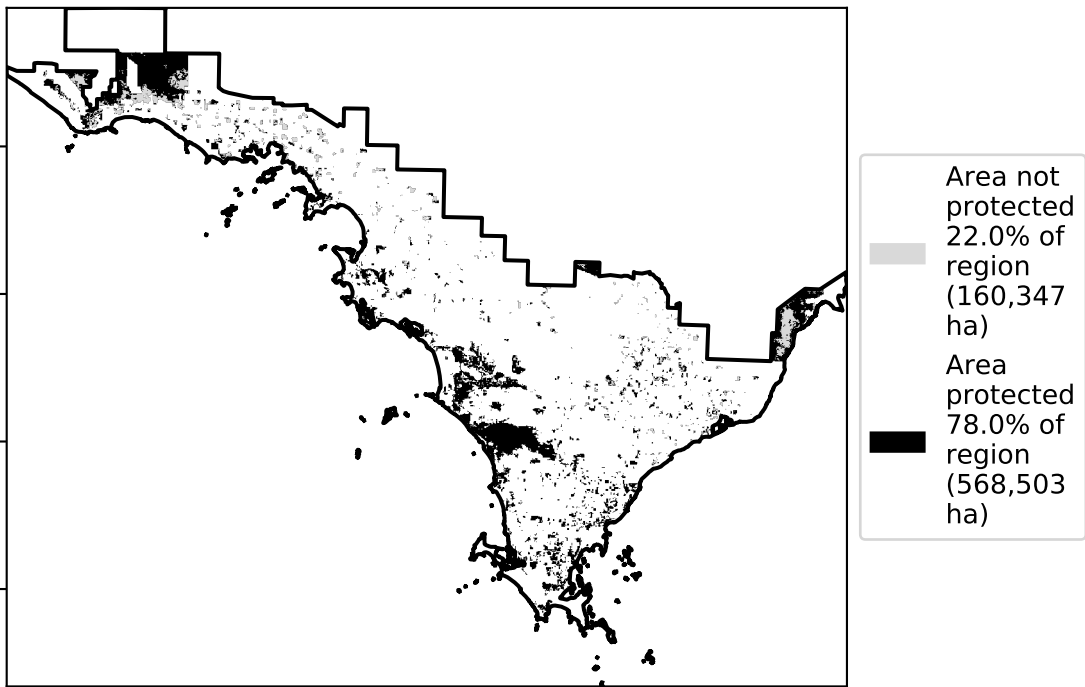 Area not
protected
22.0% of
region
(160,347
ha)
Area
protected
78.0% of
region
(568,503
ha)